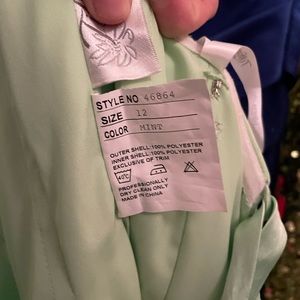 STYLE NO 46864
SIZE 12
COLOR MINT
OUTER SHELL:100% POLYESTER
INNER SHELL:100% POLYESTER
EXCLUSIVE OF TRIM
40℃
PROFESSIONALLY
DRY CLEAN ONLY
MADE IN CHINA